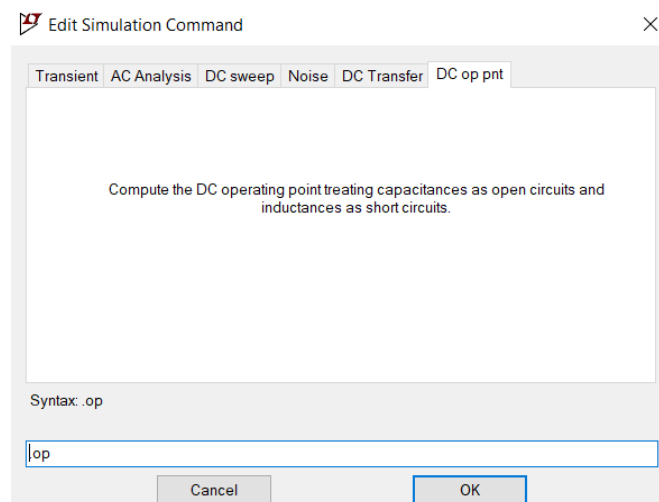 Edit Simulation Command
Transient AC Analysis DC sweep Noise DC Transfer DC op pnt
Compute the DC operating point treating capacitances as open circuits and
inductances as short circuits.
Syntax: .op
.op
Cancel OK